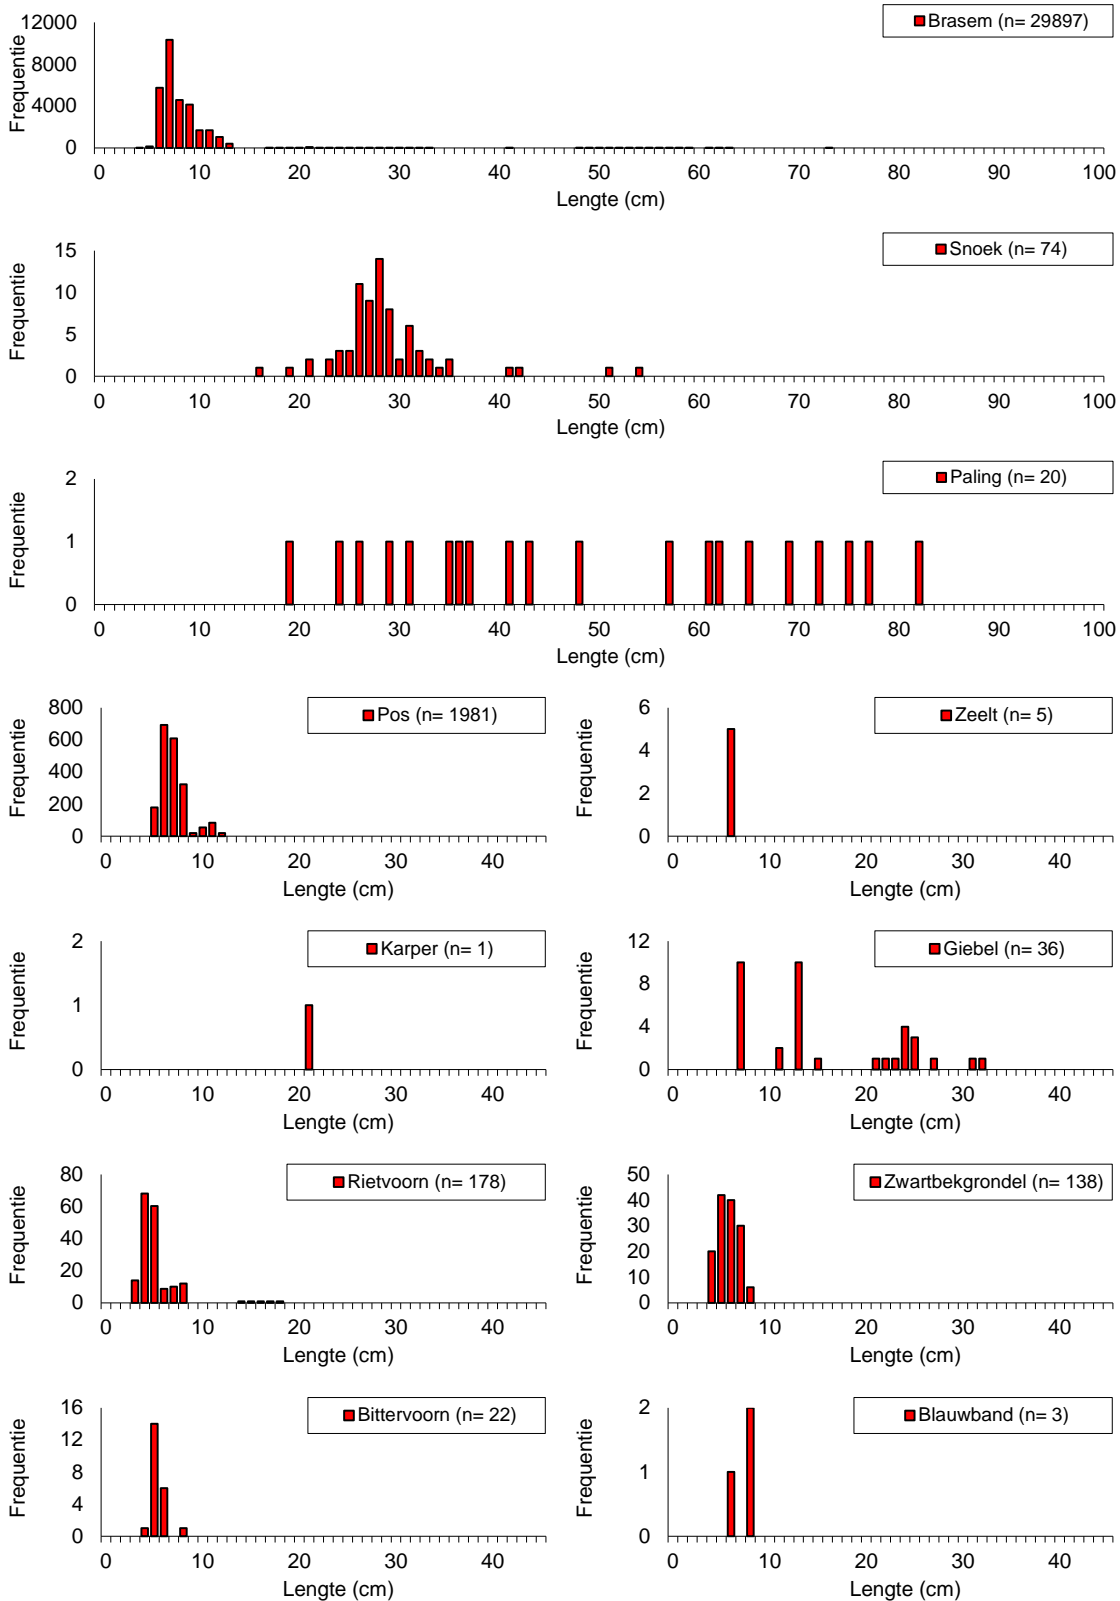 Brasem (n= 29897)
Frequentie
12000
8000
4000
0
0 10 20 30 40 50 60 70 80 90 100
Lengte (cm)
Snoek (n= 74)
Frequentie
15
10
5
0
0 10 20 30 40 50 60 70 80 90 100
Lengte (cm)
Paling (n= 20)
Frequentie
2
1
0
0 10 20 30 40 50 60 70 80 90 100
Lengte (cm)
Pos (n= 1981)
Frequentie
800
600
400
200
0
0 10 20 30 40
Lengte (cm)
Zeelt (n= 5)
Frequentie
6
4
2
0
0 10 20 30 40
Lengte (cm)
Karper (n= 1)
Frequentie
2
1
0
0 10 20 30 40
Lengte (cm)
Giebel (n= 36)
Frequentie
12
8
4
0
0 10 20 30 40
Lengte (cm)
Rietvoorn (n= 178)
Frequentie
80
60
40
20
0
0 10 20 30 40
Lengte (cm)
Zwartbekgrondel (n= 138)
Frequentie
50
40
30
20
10
0
0 10 20 30 40
Lengte (cm)
Bittervoorn (n= 22)
Frequentie
16
12
8
4
0
0 10 20 30 40
Lengte (cm)
Blauwband (n= 3)
Frequentie
2
1
0
0 10 20 30 40
Lengte (cm)